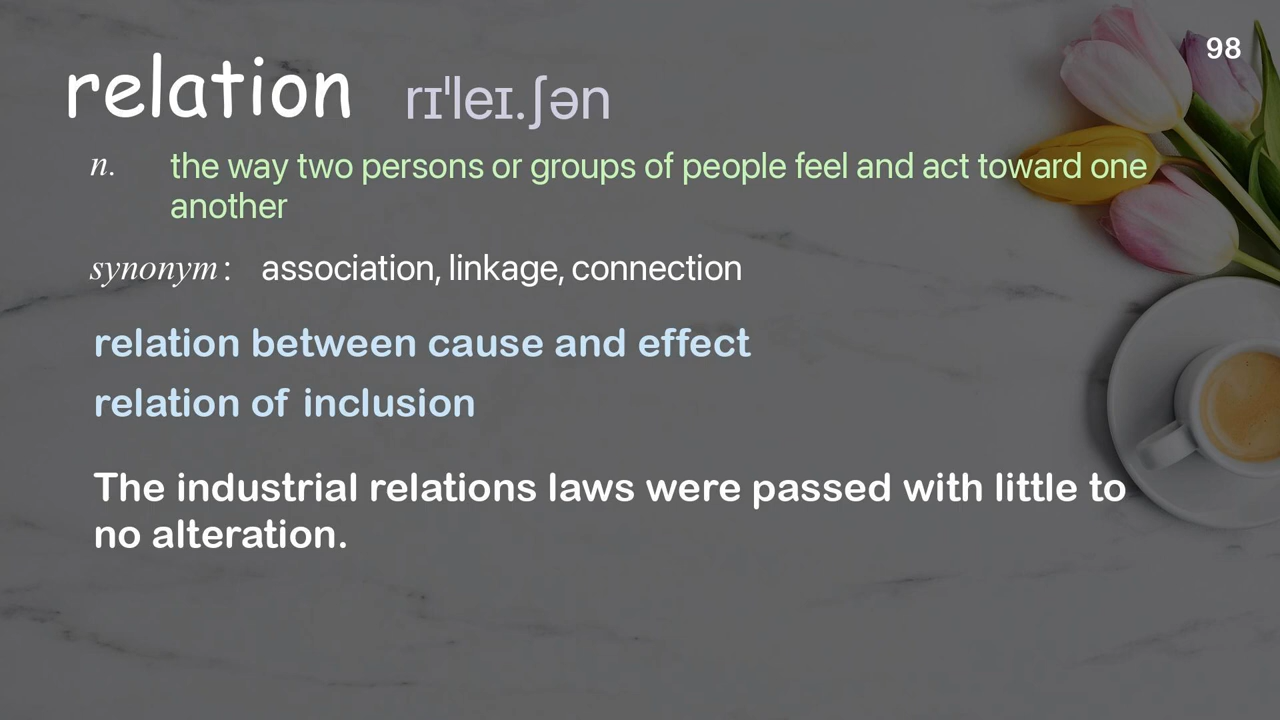 98
relation rɪˈleɪ.ʃən
n. the way two persons or groups of people feel and act toward one
another
synonym: association, linkage, connection
relation between cause and effect
relation of inclusion
The industrial relations laws were passed with little to
no alteration.